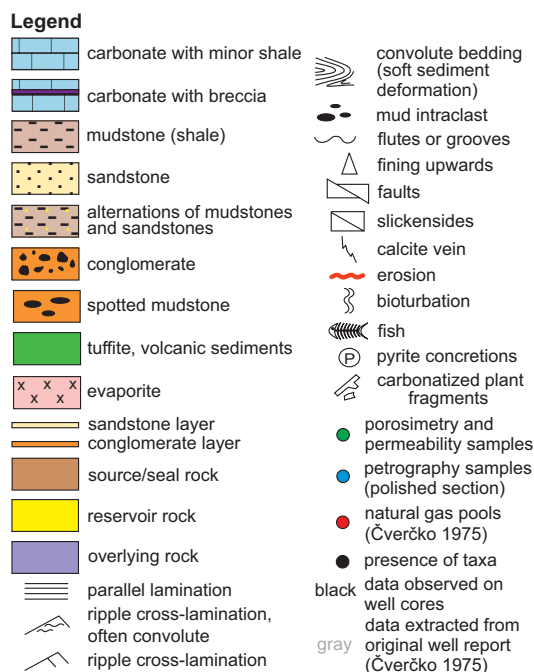 Legend
carbonate with minor shale
carbonate with breccia
mudstone (shale)
sandstone
alternations of mudstones
and sandstones
conglomerate
spotted mudstone
tuffite, volcanic sediments
x x x
x x
evaporite
sandstone layer
conglomerate layer
source/seal rock
reservoir rock
overlying rock
parallel lamination
ripple cross-lamination,
often convolute
ripple cross-lamination
convolute bedding
(soft sediment
deformation)
mud intraclast
flutes or grooves
fining upwards
faults
slickensides
calcite vein
erosion
bioturbation
fish
P pyrite concretions
carbonatized plant
fragments
porosimetry and
permeability samples
petrography samples
(polished section)
natural gas pools
(Čverčko 1975)
presence of taxa
black data observed on
well cores
gray data extracted from
original well report
(Čverčko 1975)